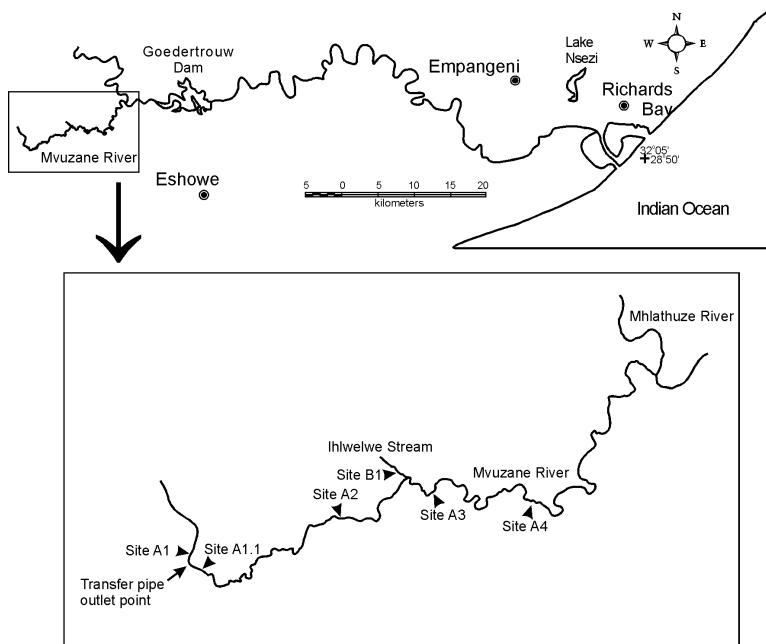 Goedertrouw
Dam
Empangeni
Lake
Nsezi
N
W E
S
Richards
Bay
Mvuzane River
Eshowe
5 0 5 10 15 20
kilometers
32°05'
28°50'
Indian Ocean
Mhlathuze River
Ihlwelwe Stream
Site B1
Mvuzane River
Site A2
Site A3
Site A4
Site A1
Site A1.1
Transfer pipe
outlet point